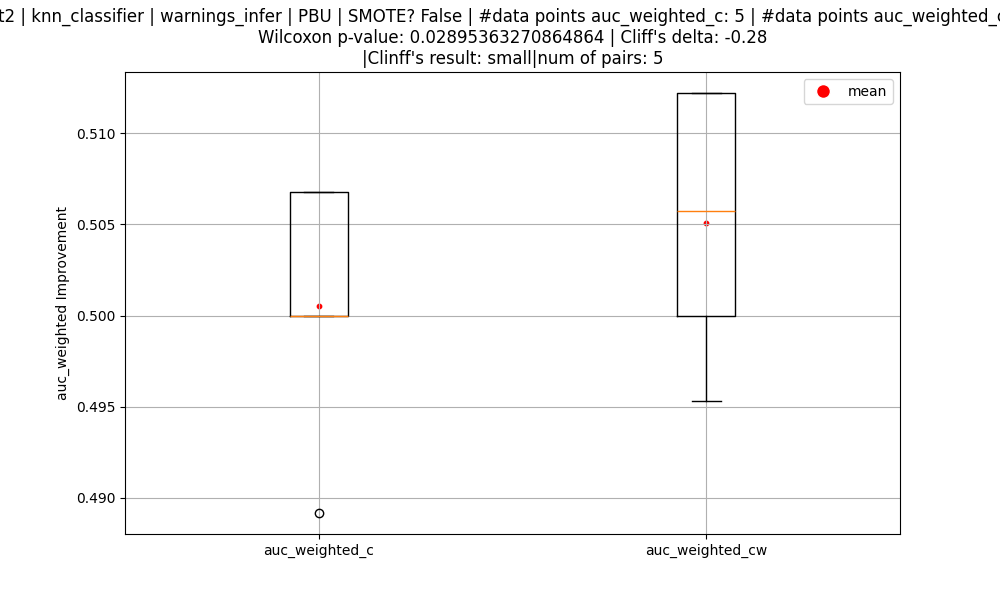 t2 | knn_classifier | warnings_infer | PBU | SMOTE? False | #data points auc_weighted_c: 5 | #data points auc_weighted_c
Wilcoxon p-value: 0.02895363270864864 | Cliff's delta: -0.28
|Clinff's result: small|num of pairs: 5
mean
0.510
0.505
0.500
0.495
0.490
auc_weighted Improvement
auc_weighted_c
auc_weighted_cw